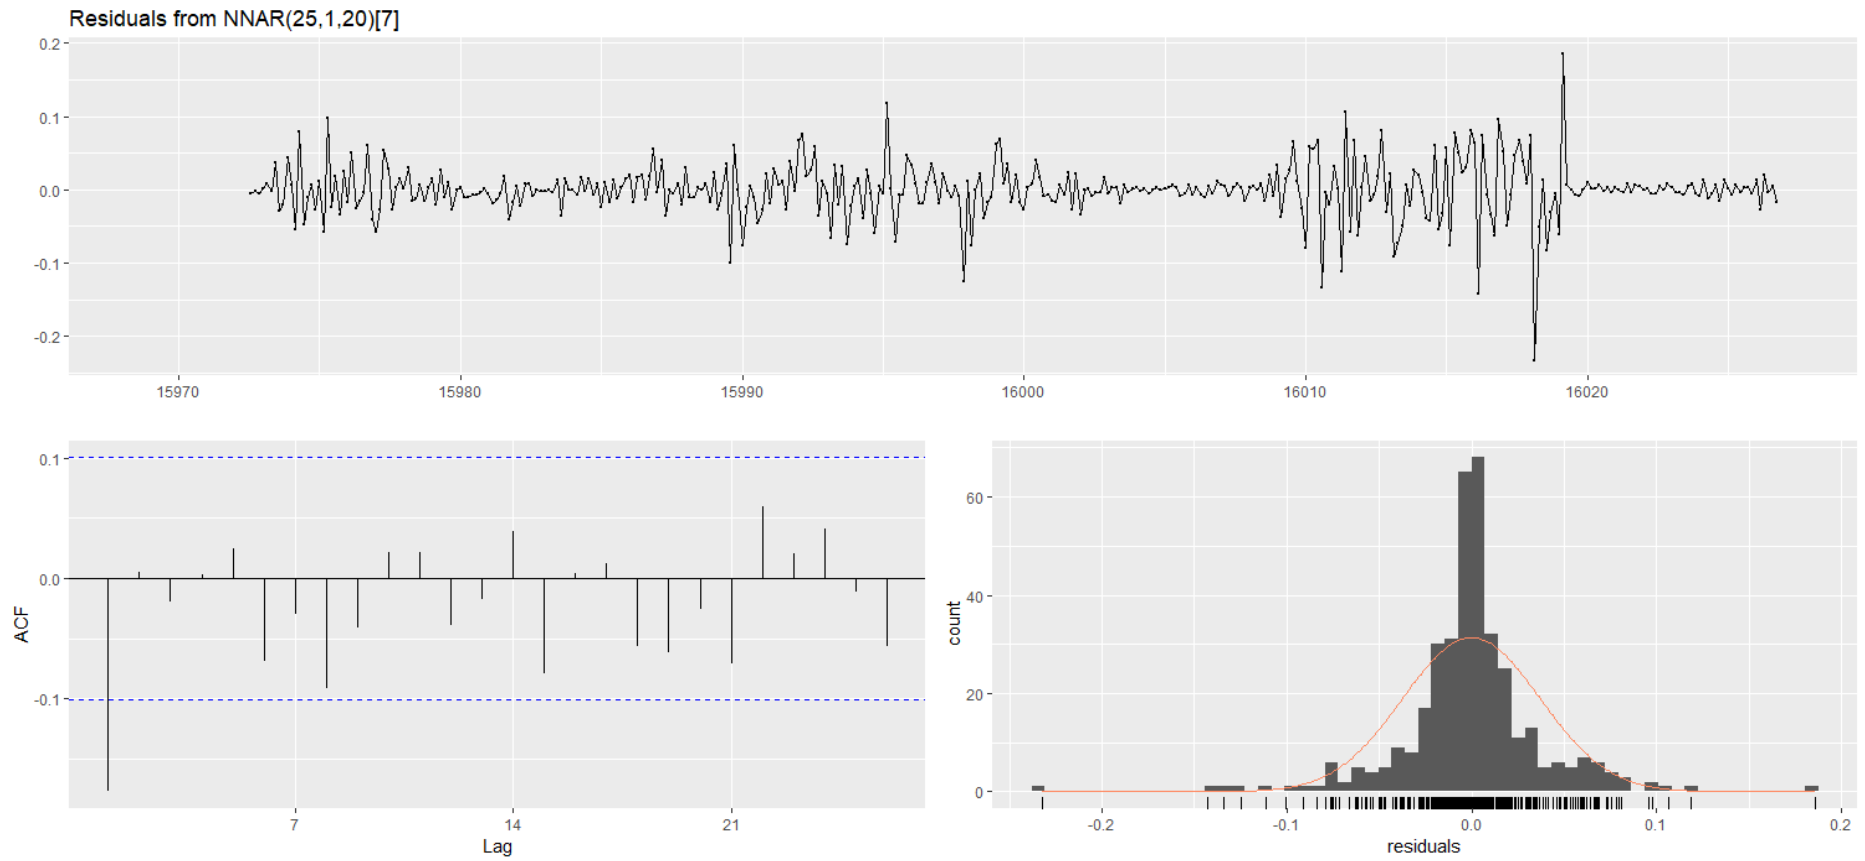 Residuals from NNAR(25,1,20)[7]
0.2
0.1
0.0
-0.1
-0.2
15970 15980 15990 16000 16010 16020
ACF
0.1
0.0
-0.1
7 14 21
Lag
count
60
40
20
0
-0.2 -0.1 0.0 0.1 0.2
residuals